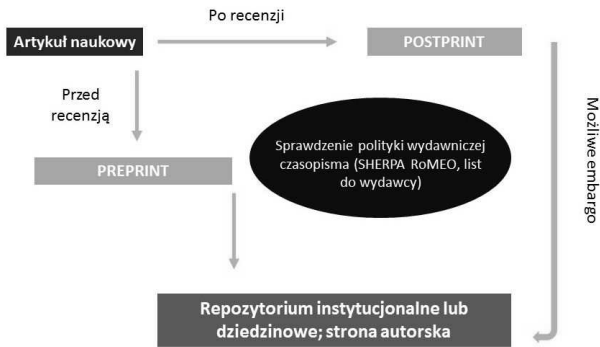 Po recenzji
Artykuł naukowy
POSTPRINT
Przed
recenzją
PREPRINT
Sprawdzenie polityki wydawniczej
czasopisma (SHERPA RoMEO, list
do wydawcy)
Możliwe embargo
Repozytorium instytucjonalne lub
dziedzinowe; strona autorska